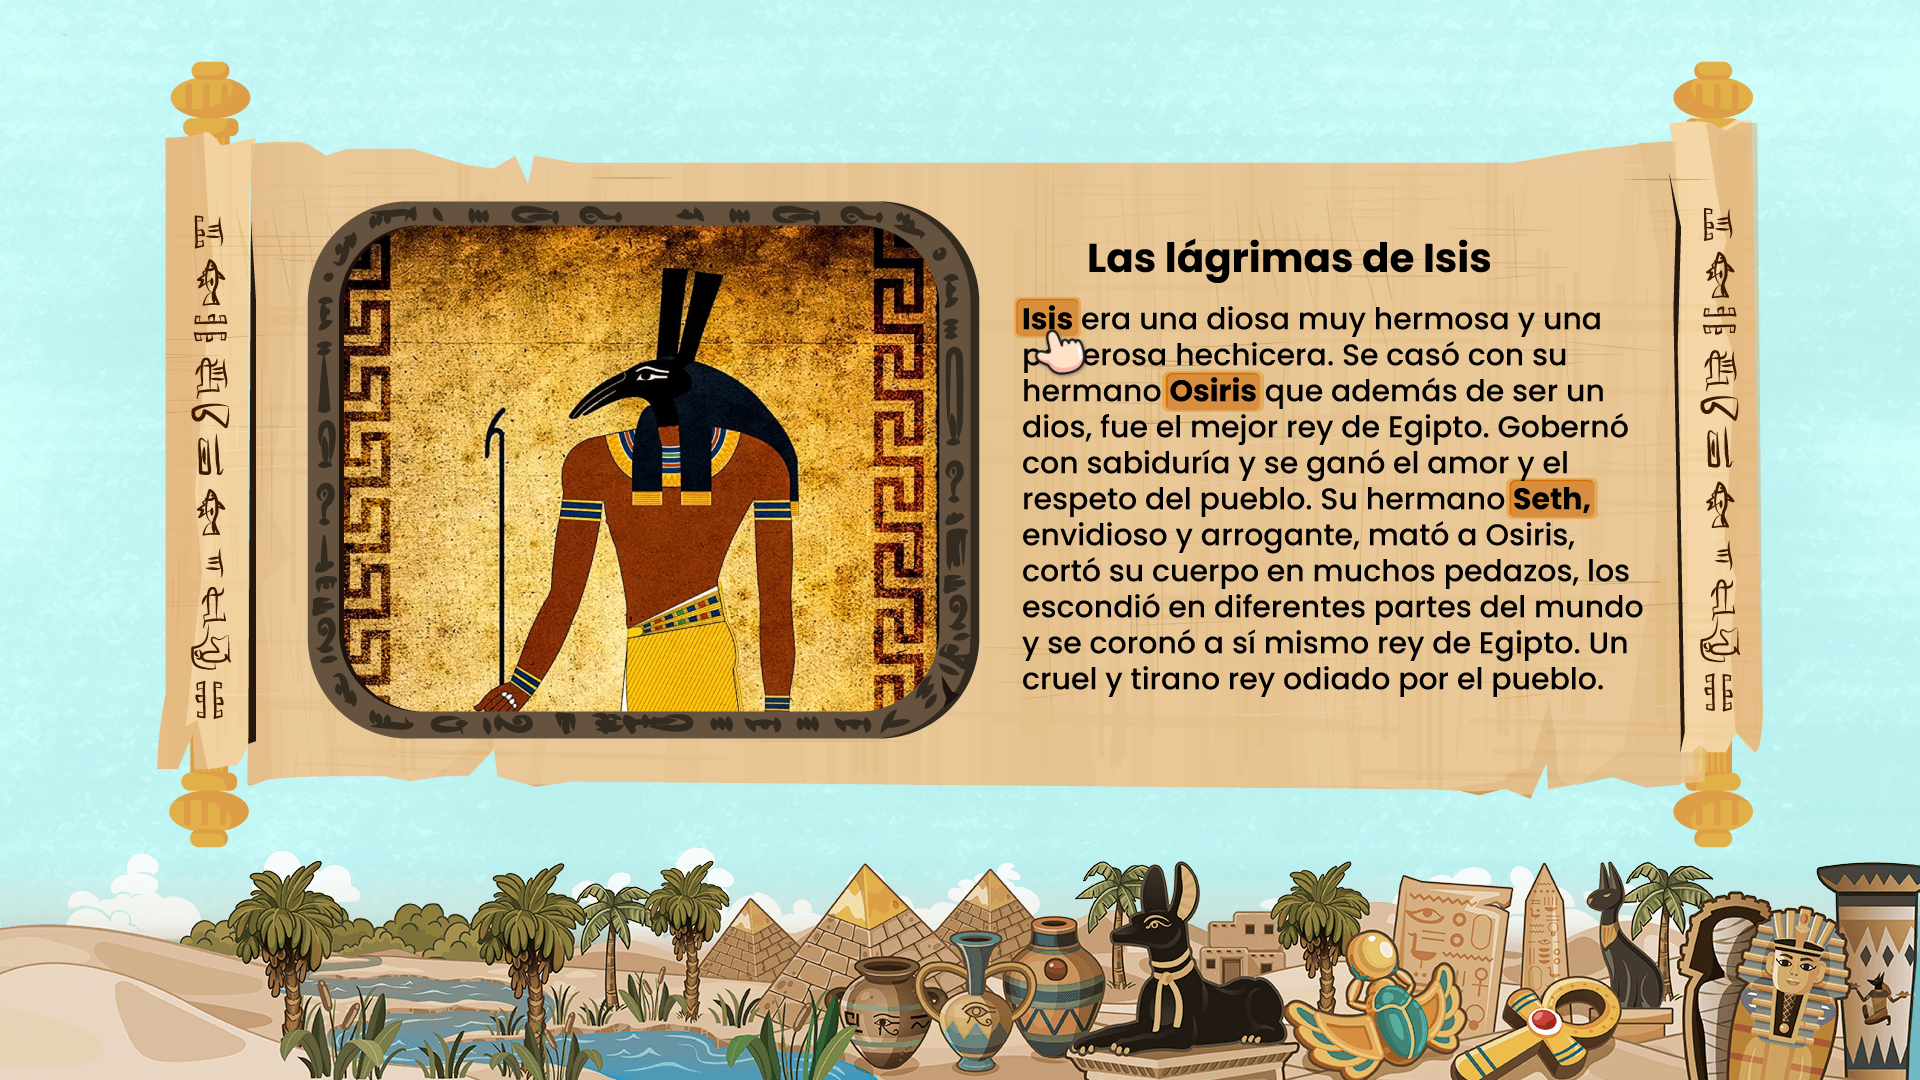 Las lágrimas de Isis
Isis era una diosa muy hermosa y una
hechicera. Se casó con su
hermano Osiris que además de ser un
dios, fue el mejor rey de Egipto. Gobernó
con sabiduría y se ganó el amor y el
respeto del pueblo. Su hermano Seth,
envidioso y arrogante, mató a Osiris,
cortó su cuerpo en muchos pedazos, los
escondió en diferentes partes del mundo
y se coronó a sí mismo rey de Egipto. Un
cruel y tirano rey odiado por el pueblo.